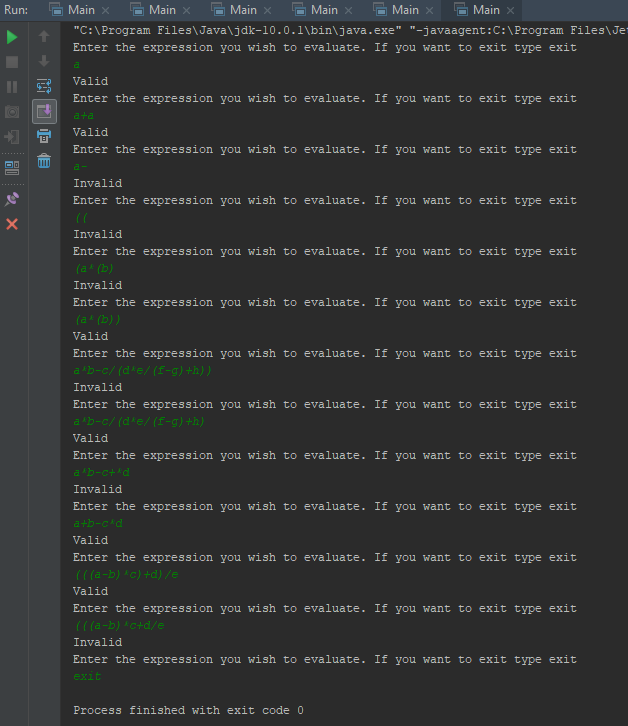 Run: Main Main Main Main Main Main
"C:\Program Files\Java\jdk-10.0.1\bin\java.exe" "-javaagent:C:\Program Files\Je
Enter the expression you wish to evaluate. If you want to exit type exit
a
Valid
Enter the expression you wish to evaluate. If you want to exit type exit
a+a
Valid
Enter the expression you wish to evaluate. If you want to exit type exit
a-
Invalid
Enter the expression you wish to evaluate. If you want to exit type exit
((
Invalid
Enter the expression you wish to evaluate. If you want to exit type exit
(a*(b)
Invalid
Enter the expression you wish to evaluate. If you want to exit type exit
(a*(b))
Valid
Enter the expression you wish to evaluate. If you want to exit type exit
a*b-c/(d*e/(f-g)+h))
Invalid
Enter the expression you wish to evaluate. If you want to exit type exit
a*b-c/(d*e/(f-g)+h)
Valid
Enter the expression you wish to evaluate. If you want to exit type exit
a*b-c+*d
Invalid
Enter the expression you wish to evaluate. If you want to exit type exit
a+b-c*d
Valid
Enter the expression you wish to evaluate. If you want to exit type exit
(((a-b)*c)+d)/e
Valid
Enter the expression you wish to evaluate. If you want to exit type exit
(((a-b)*c+d/e
Invalid
Enter the expression you wish to evaluate. If you want to exit type exit
exit
Process finished with exit code 0